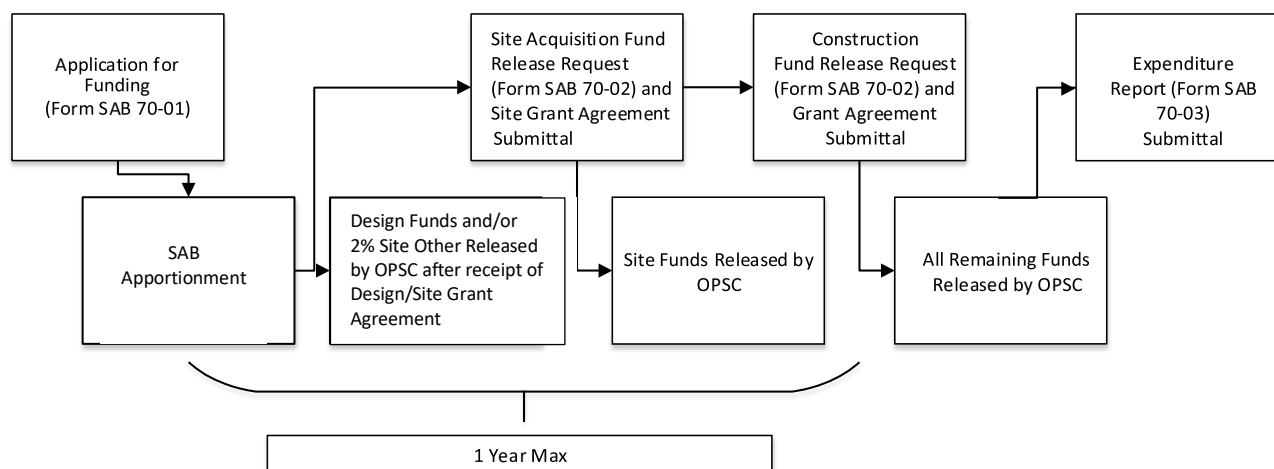 Application for
Funding
(Form SAB 70-01)
Site Acquisition Fund
Release Request
(Form SAB 70-02) and
Site Grant Agreement
Submittal
Construction
Fund Release Request
(Form SAB 70-02) and
Grant Agreement
Submittal
Expenditure
Report (Form SAB
70-03)
Submittal
SAB
Apportionment
Design Funds and/or
2% Site Other Released
by OPSC after receipt of
Design/Site Grant
Agreement
Site Funds Released by
OPSC
All Remaining Funds
Released by OPSC
1 Year Max